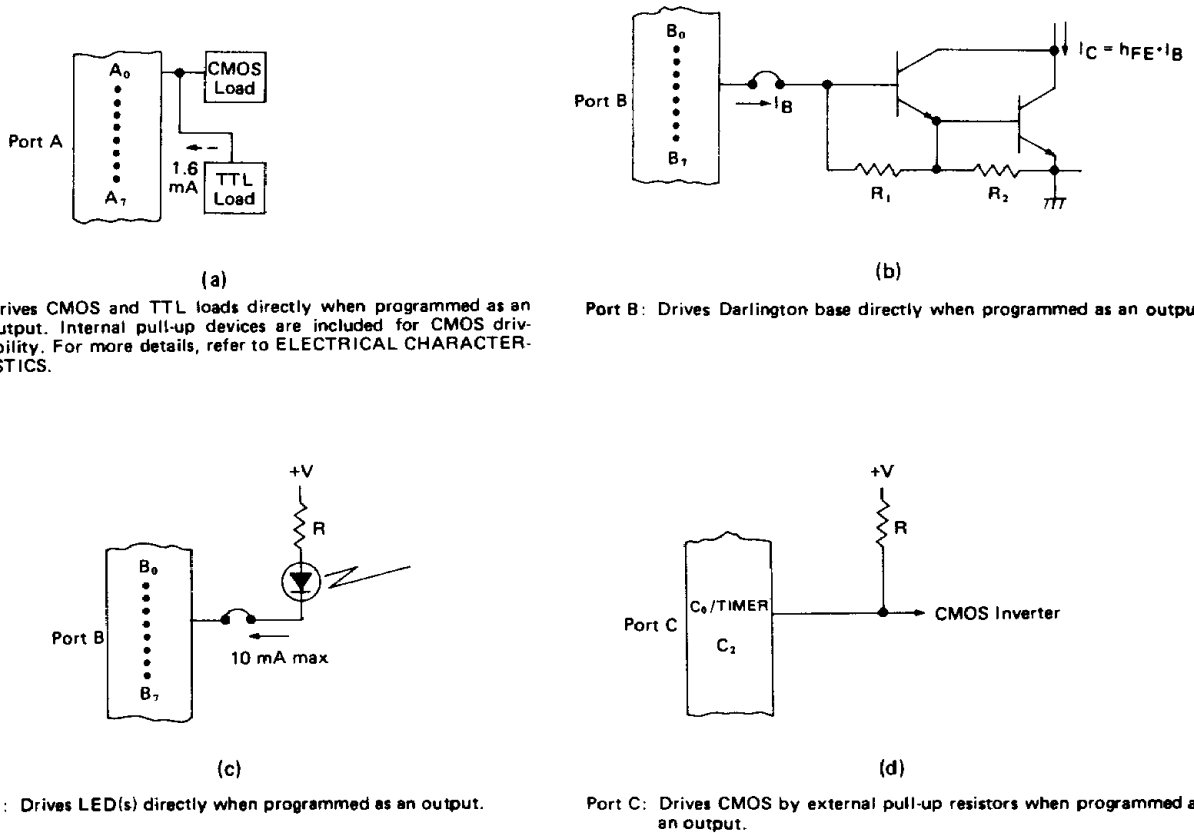 Port A
A₀
A₇
CMOS
Load
1.6
mA
TTL
Load
(a)
rives CMOS and TTL loads directly when programmed as an
utput. Internal pull-up devices are included for CMOS driv-
bility. For more details, refer to ELECTRICAL CHARACTER-
STICS.
Port B
B₀
B₇
I_B
I_C = h_FE·I_B
R₁
R₂
(b)
Port B: Drives Darlington base directly when programmed as an outpu
+V
R
Port B
B₀
B₇
10 mA max
(c)
: Drives LED(s) directly when programmed as an output.
+V
R
Port C
C₀/TIMER
C₂
CMOS Inverter
(d)
Port C: Drives CMOS by external pull-up resistors when programmed a
an output.